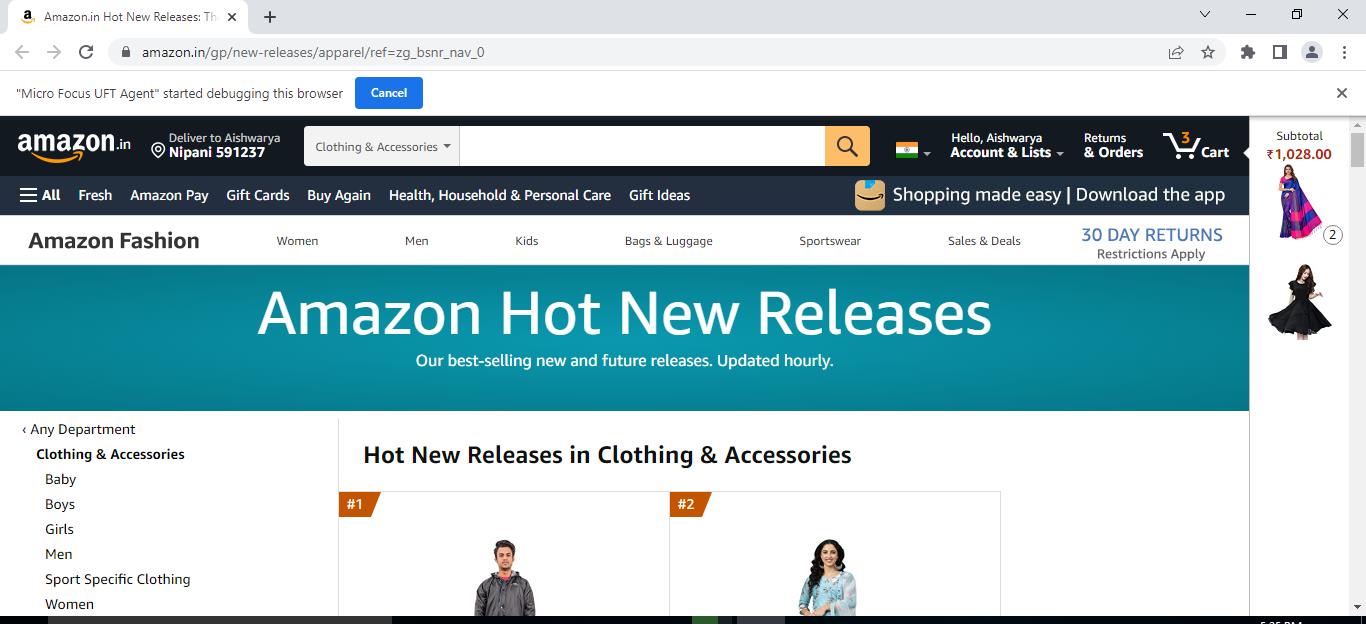 Amazon.in Hot New Releases: Th
amazon.in/gp/new-releases/apparel/ref=zg_bsnr_nav_0
"Micro Focus UFT Agent" started debugging this browser
Cancel
amazon.in
Deliver to Aishwarya
Nipani 591237
Clothing & Accessories
Hello, Aishwarya
Account & Lists
Returns
& Orders
3
Cart
Subtotal
₹1,028.00
2
All
Fresh
Amazon Pay
Gift Cards
Buy Again
Health, Household & Personal Care
Gift Ideas
Shopping made easy | Download the app
Amazon Fashion
Women
Men
Kids
Bags & Luggage
Sportswear
Sales & Deals
30 DAY RETURNS
Restrictions Apply
Amazon Hot New Releases
Our best-selling new and future releases. Updated hourly.
‹ Any Department
Clothing & Accessories
Baby
Boys
Girls
Men
Sport Specific Clothing
Women
Hot New Releases in Clothing & Accessories
#1
#2